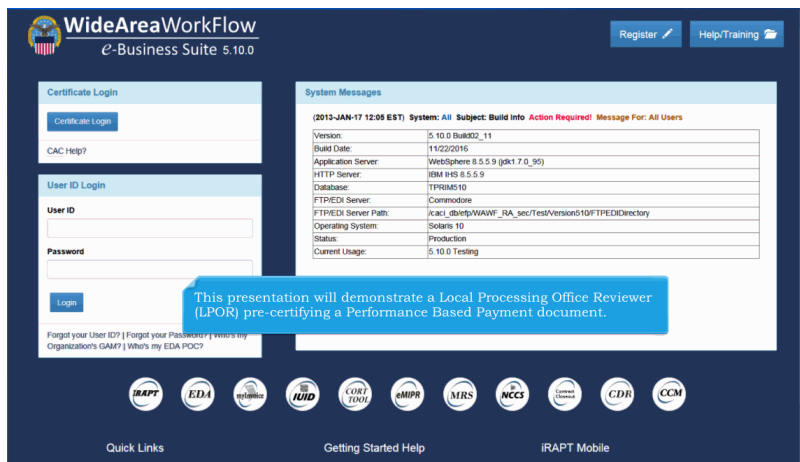 WideAreaWorkFlow
e-Business Suite 5.10.0
Register
Help/Training
Certificate Login
Certificate Login
CAC Help?
User ID Login
User ID
Password
Login
Forgot your User ID? | Forgot your Password? | Who's my
Organization's GAM? | Who's my EDA POC?
System Messages
(2013-JAN-17 12:05 EST) System: All Subject: Build Info Action Required! Message For: All Users
Version: 5.10.0 Build02_11
Build Date: 11/22/2016
Application Server: WebSphere 8.5.5.9 (jdk1.7.0_95)
HTTP Server: IBM IHS 8.5.5.9
Database: TPRIM510
FTP/EDI Server: Commodore
FTP/EDI Server Path: /caci_db/efp/WAWF_RA_sec/Test/Version510/FTPEDIDirectory
Operating System: Solaris 10
Status: Production
Current Usage: 5.10.0 Testing
This presentation will demonstrate a Local Processing Office Reviewer
(LPOR) pre-certifying a Performance Based Payment document.
iRAPT
EDA
myInvoice
IUID
CORT
TOOL
eMIPR
MRS
NCCS
Contract
Closeout
CDR
CCM
Quick Links
Getting Started Help
iRAPT Mobile